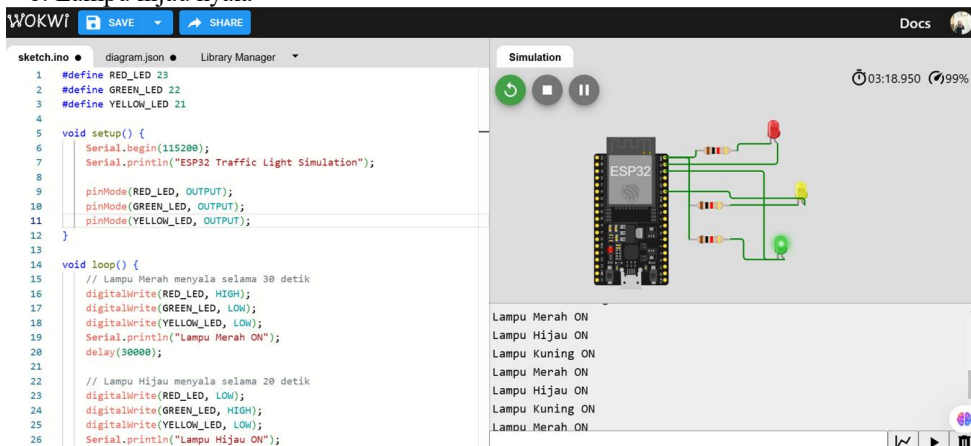 WOKWI SAVE SHARE Docs
sketch.ino ● diagram.json ● Library Manager
1 #define RED_LED 23
2 #define GREEN_LED 22
3 #define YELLOW_LED 21
4
5 void setup() {
6 Serial.begin(115200);
7 Serial.println("ESP32 Traffic Light Simulation");
8
9 pinMode(RED_LED, OUTPUT);
10 pinMode(GREEN_LED, OUTPUT);
11 pinMode(YELLOW_LED, OUTPUT);
12 }
13
14 void loop() {
15 // Lampu Merah menyala selama 30 detik
16 digitalWrite(RED_LED, HIGH);
17 digitalWrite(GREEN_LED, LOW);
18 digitalWrite(YELLOW_LED, LOW);
19 Serial.println("Lampu Merah ON");
20 delay(30000);
21
22 // Lampu Hijau menyala selama 20 detik
23 digitalWrite(RED_LED, LOW);
24 digitalWrite(GREEN_LED, HIGH);
25 digitalWrite(YELLOW_LED, LOW);
26 Serial.println("Lampu Hijau ON");
Simulation
03:18.950 99%
ESP32
Lampu Merah ON
Lampu Hijau ON
Lampu Kuning ON
Lampu Merah ON
Lampu Hijau ON
Lampu Kuning ON
Lampu Merah ON